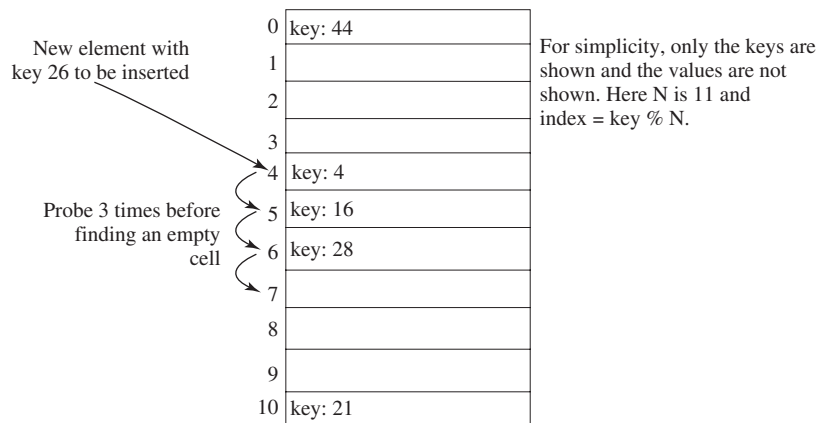 New element with
key 26 to be inserted
Probe 3 times before
finding an empty
cell
0 key: 44
1
2
3
4 key: 4
5 key: 16
6 key: 28
7
8
9
10 key: 21
For simplicity, only the keys are
shown and the values are not
shown. Here N is 11 and
index = key % N.